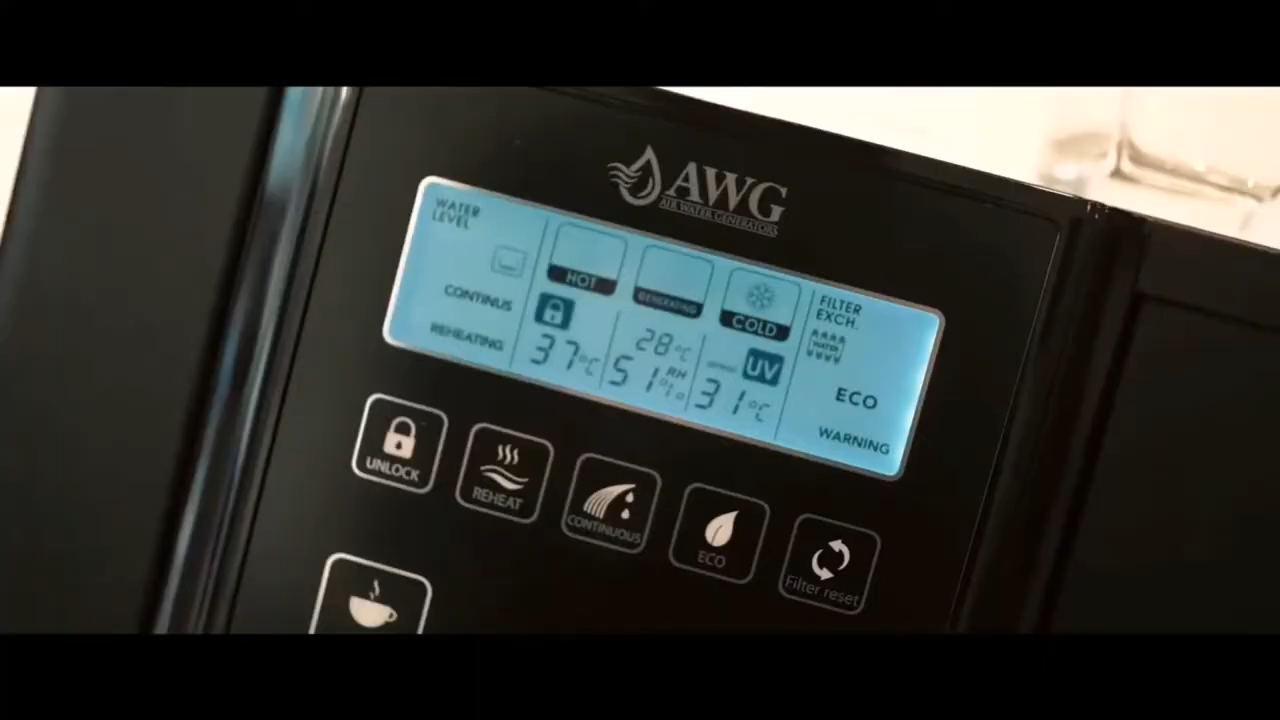 AWG
AIR WATER GENERATORS
WATER
LEVEL
CONTINUS
REHEATING
HOT
37°C
GENERATING
28°C
51% RH
COLD
UV
31°C
FILTER
EXCH.
WATER
ECO
WARNING
UNLOCK
REHEAT
CONTINUOUS
ECO
Filter reset